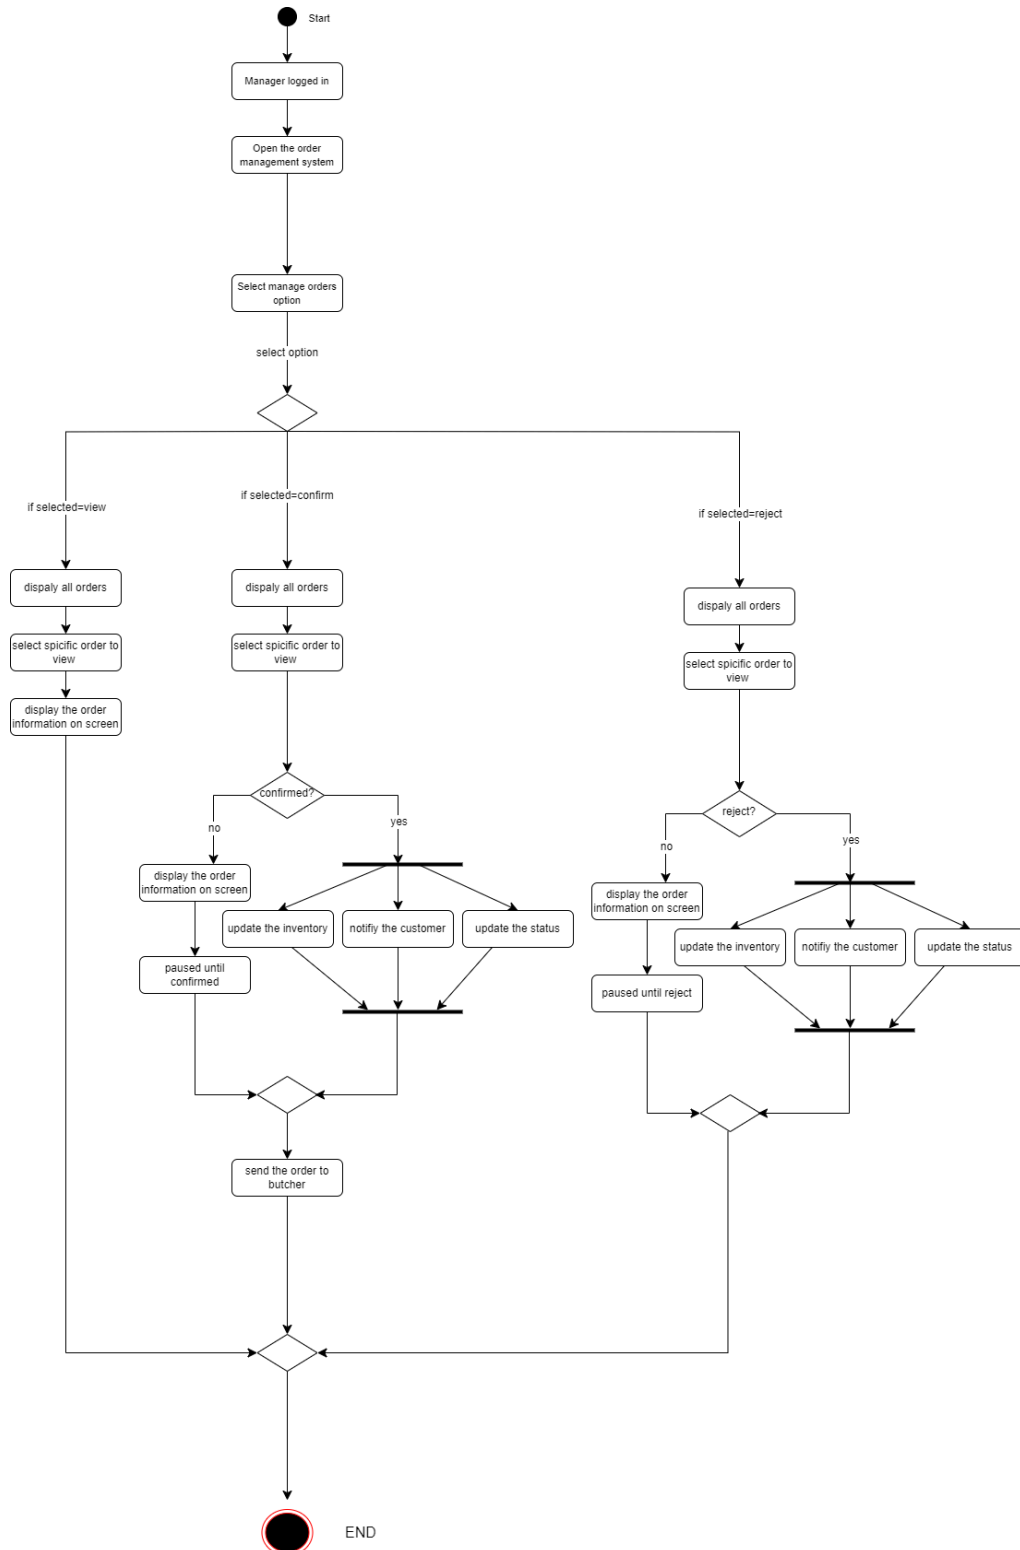 Start
Manager logged in
Open the order
management system
Select manage orders
option
select option
if selected=view
if selected=confirm
if selected=reject
dispaly all orders
dispaly all orders
dispaly all orders
select spicific order to
view
select spicific order to
view
select spicific order to
view
display the order
information on screen
confirmed?
reject?
no
yes
no
yes
display the order
information on screen
display the order
information on screen
update the inventory
notifiy the customer
update the status
update the inventory
notifiy the customer
update the status
paused until
confirmed
paused until reject
send the order to
butcher
END